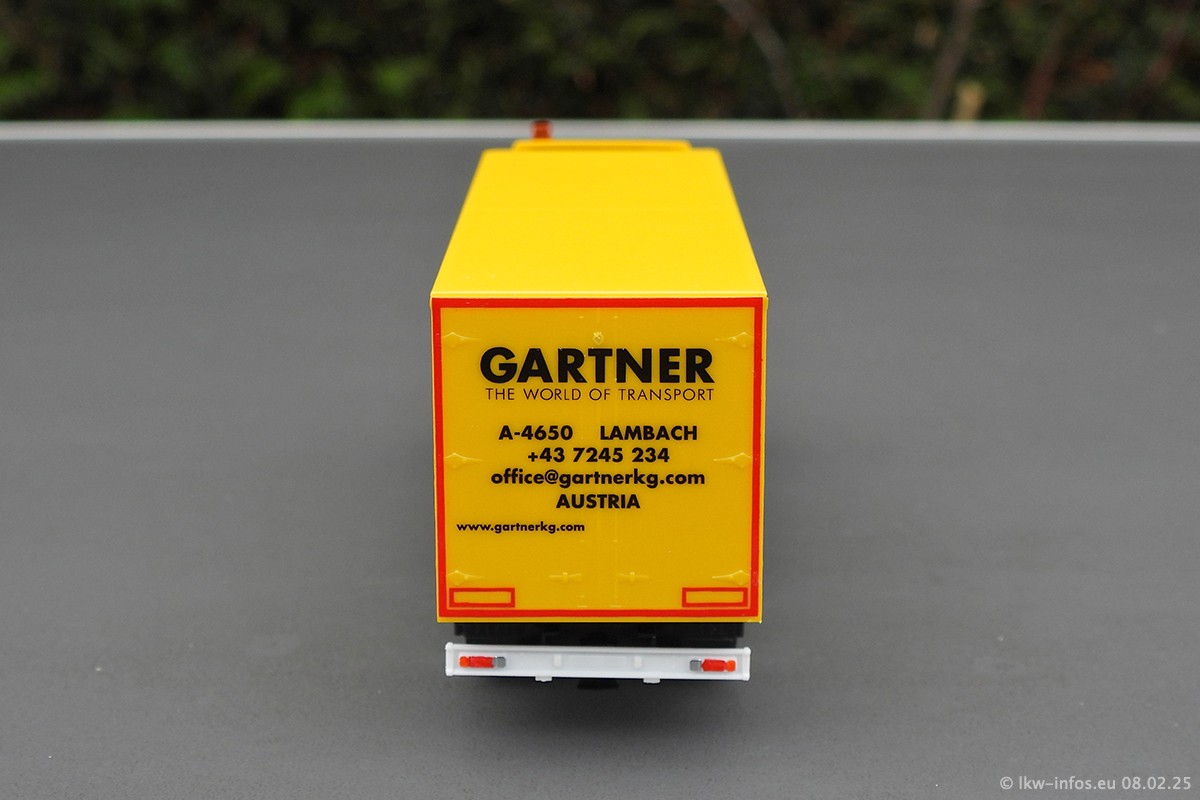 GARTNER
THE WORLD OF TRANSPORT
A-4650 LAMBACH
+43 7245 234
office@gartnerkg.com
AUSTRIA
www.gartnerkg.com
© lkw-infos.eu 08.02.25